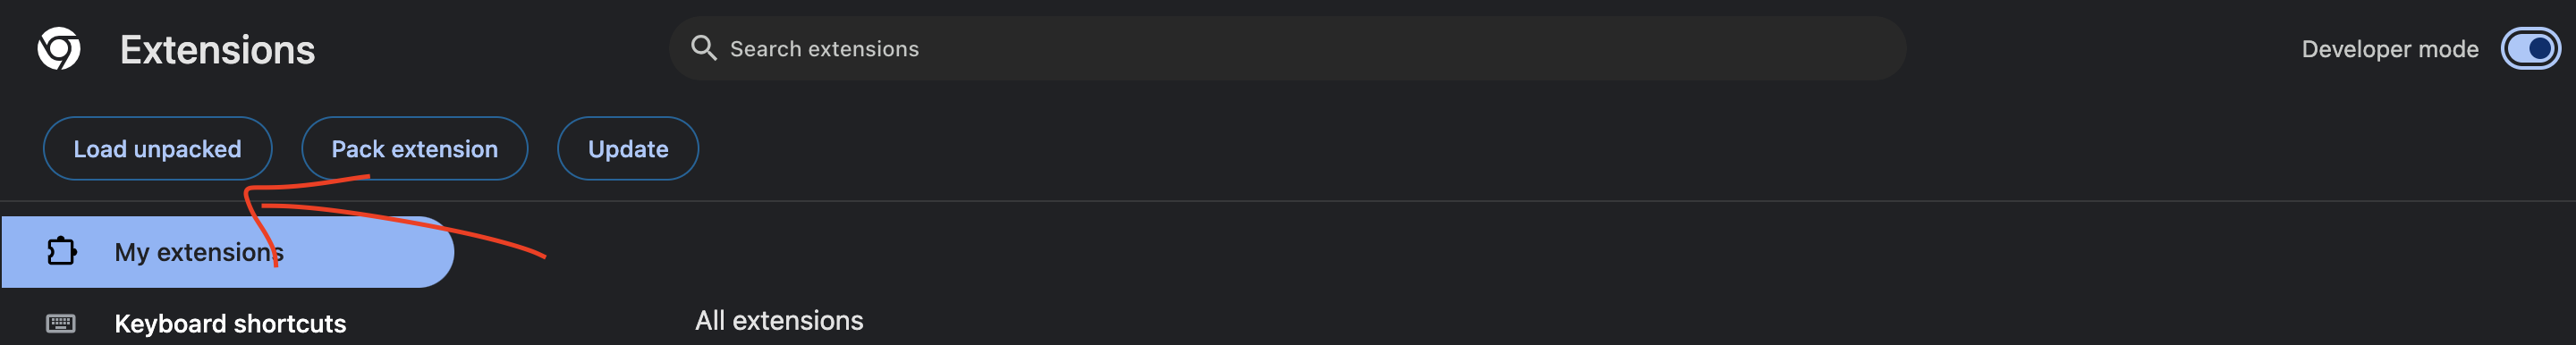 Extensions
Search extensions
Developer mode
Load unpacked
Pack extension
Update
My extensions
Keyboard shortcuts
All extensions